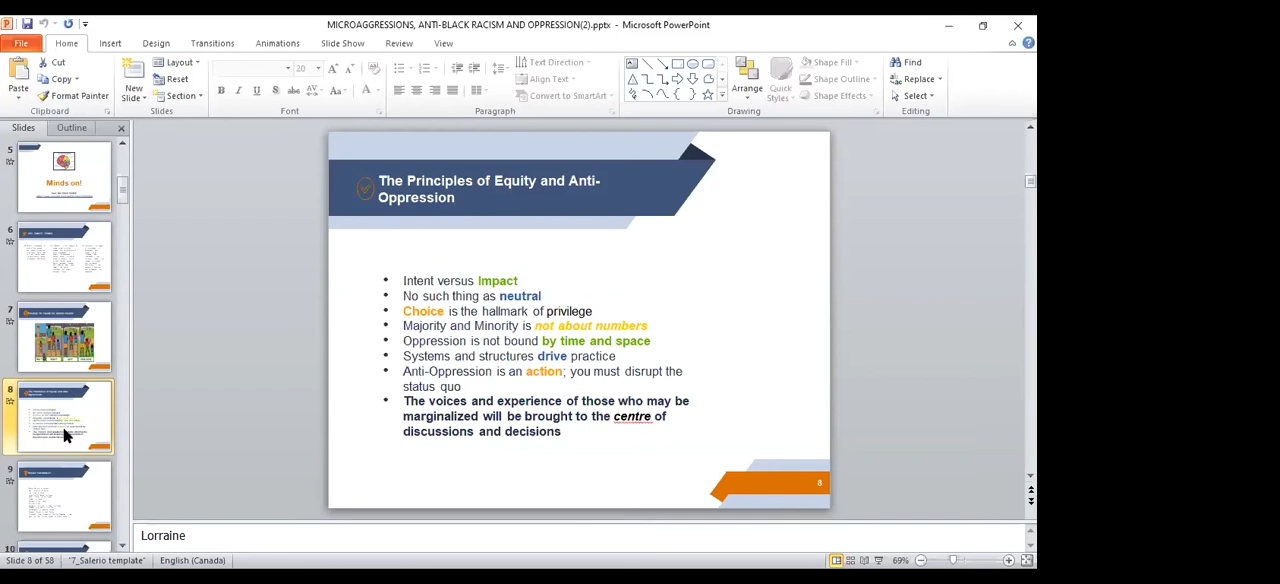 MICROAGGRESSIONS, ANTI-BLACK RACISM AND OPPRESSION(2).pptx - Microsoft PowerPoint
File Home Insert Design Transitions Animations Slide Show Review View
Cut
Copy
Format Painter
Paste
Clipboard
New
Slide
Layout
Reset
Section
Slides
20
Font
Text Direction
Align Text
Convert to SmartArt
Paragraph
Arrange
Quick
Styles
Shape Fill
Shape Outline
Shape Effects
Drawing
Find
Replace
Select
Editing
Slides Outline
5
Minds on!
6
7
8
9
10
The Principles of Equity and Anti-
Oppression
• Intent versus Impact
• No such thing as neutral
• Choice is the hallmark of privilege
• Majority and Minority is not about numbers
• Oppression is not bound by time and space
• Systems and structures drive practice
• Anti-Oppression is an action; you must disrupt the
status quo
• The voices and experience of those who may be
marginalized will be brought to the centre of
discussions and decisions
8
Lorraine
Slide 8 of 58 "7_Salerio template" English (Canada) 69%